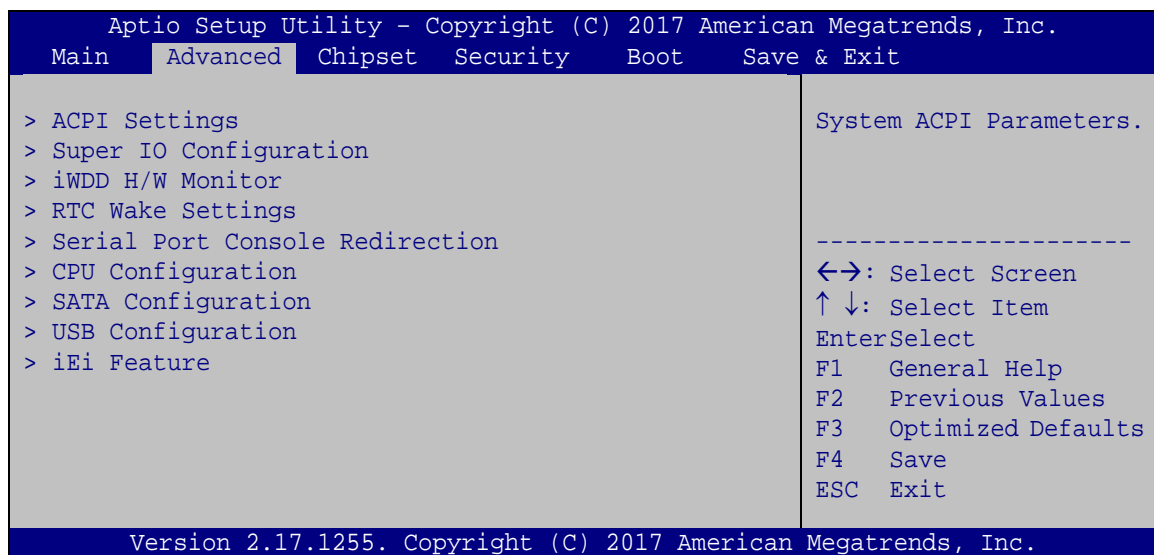 Aptio Setup Utility – Copyright (C) 2017 American Megatrends, Inc.
Main Advanced Chipset Security Boot Save & Exit
> ACPI Settings
> Super IO Configuration
> iWDD H/W Monitor
> RTC Wake Settings
> Serial Port Console Redirection
> CPU Configuration
> SATA Configuration
> USB Configuration
> iEi Feature
System ACPI Parameters.
----------------------
←→: Select Screen
↑ ↓: Select Item
EnterSelect
F1 General Help
F2 Previous Values
F3 Optimized Defaults
F4 Save
ESC Exit
Version 2.17.1255. Copyright (C) 2017 American Megatrends, Inc.